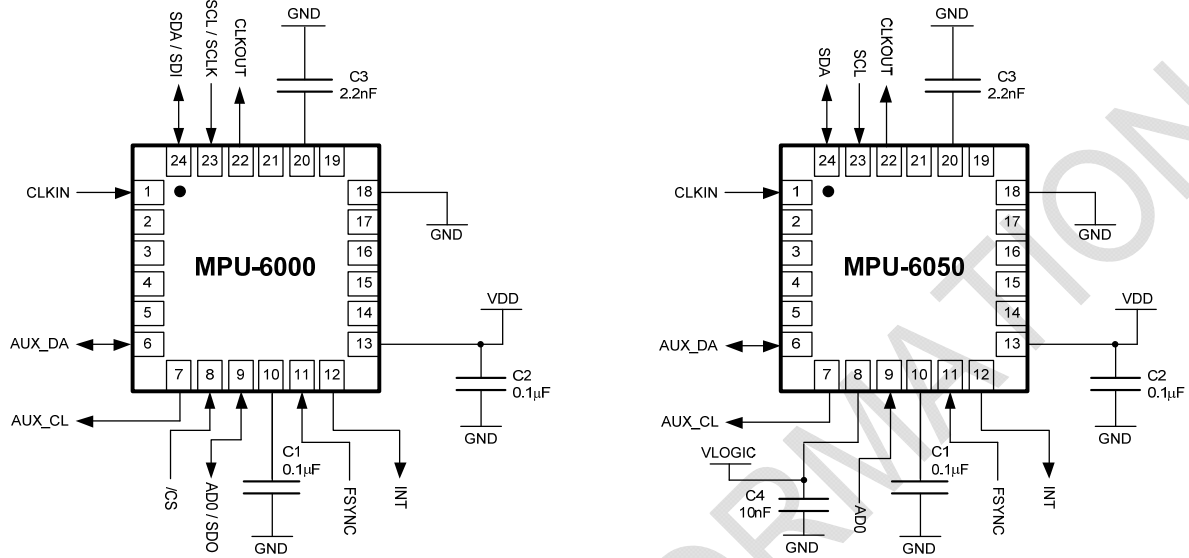 GND
SDA / SDI
SCL / SCLK
CLKOUT
C3
2.2nF
24 23 22 21 20 19
CLKIN
1
2
3
4
5
6
18
17
16
15
14
13
GND
MPU-6000
VDD
AUX_DA
C2
0.1µF
GND
7 8 9 10 11 12
AUX_CL
/CS
AD0 / SDO
C1
0.1µF
GND
FSYNC
INT
GND
SDA
SCL
CLKOUT
C3
2.2nF
24 23 22 21 20 19
CLKIN
1
2
3
4
5
6
18
17
16
15
14
13
GND
MPU-6050
VDD
AUX_DA
C2
0.1µF
GND
7 8 9 10 11 12
AUX_CL
VLOGIC
C4
10nF
GND
AD0
C1
0.1µF
GND
FSYNC
INT
ORMATION